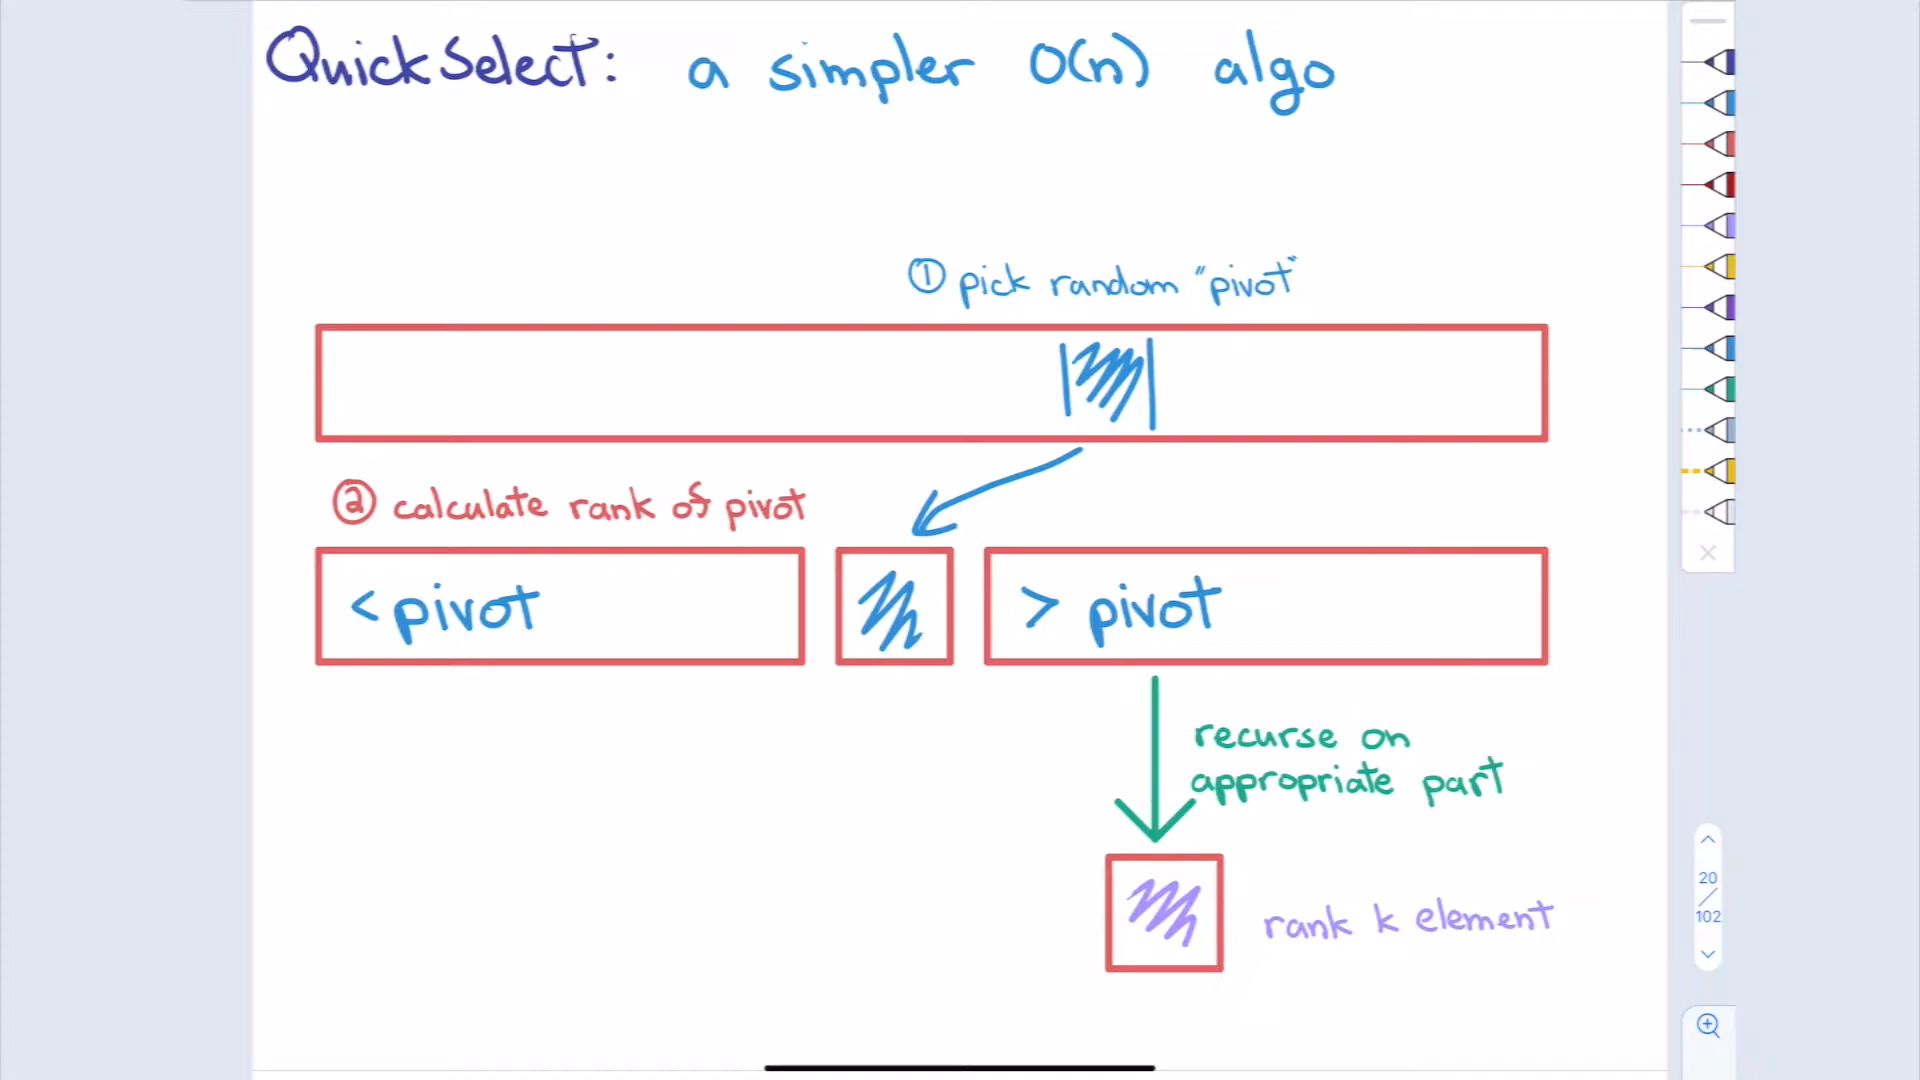 QuickSelect: a simpler O(n) algo
① pick random "pivot"
② calculate rank of pivot
< pivot
> pivot
recurse on
appropriate part
rank k element
20
102